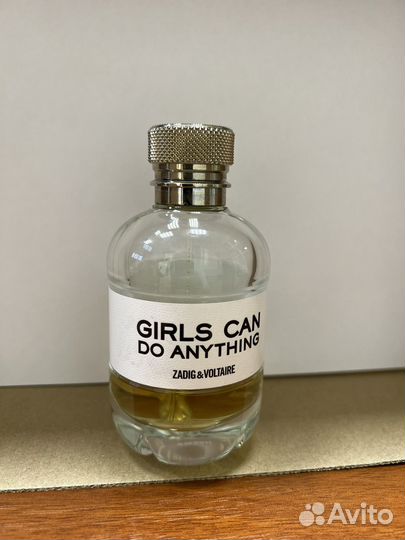 GIRLS CAN
DO ANYTHING
ZADIG&VOLTAIRE
Avito